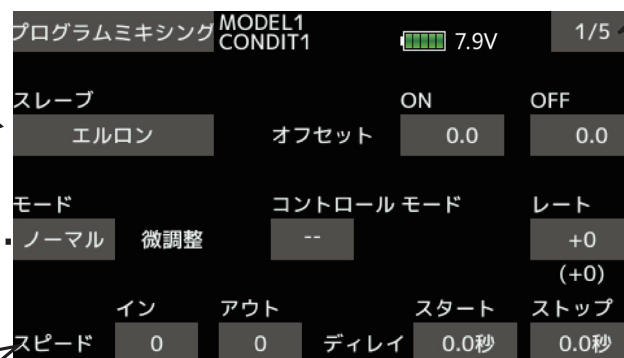 プログラムミキシング MODEL1 7.9V 1/5
CONDIT1
スレーブ ON OFF
エルロン オフセット 0.0 0.0
モード コントロール モード レート
ノーマル 微調整 -- +0
(+0)
イン アウト スタート ストップ
スピード 0 0 ディレイ 0.0秒 0.0秒